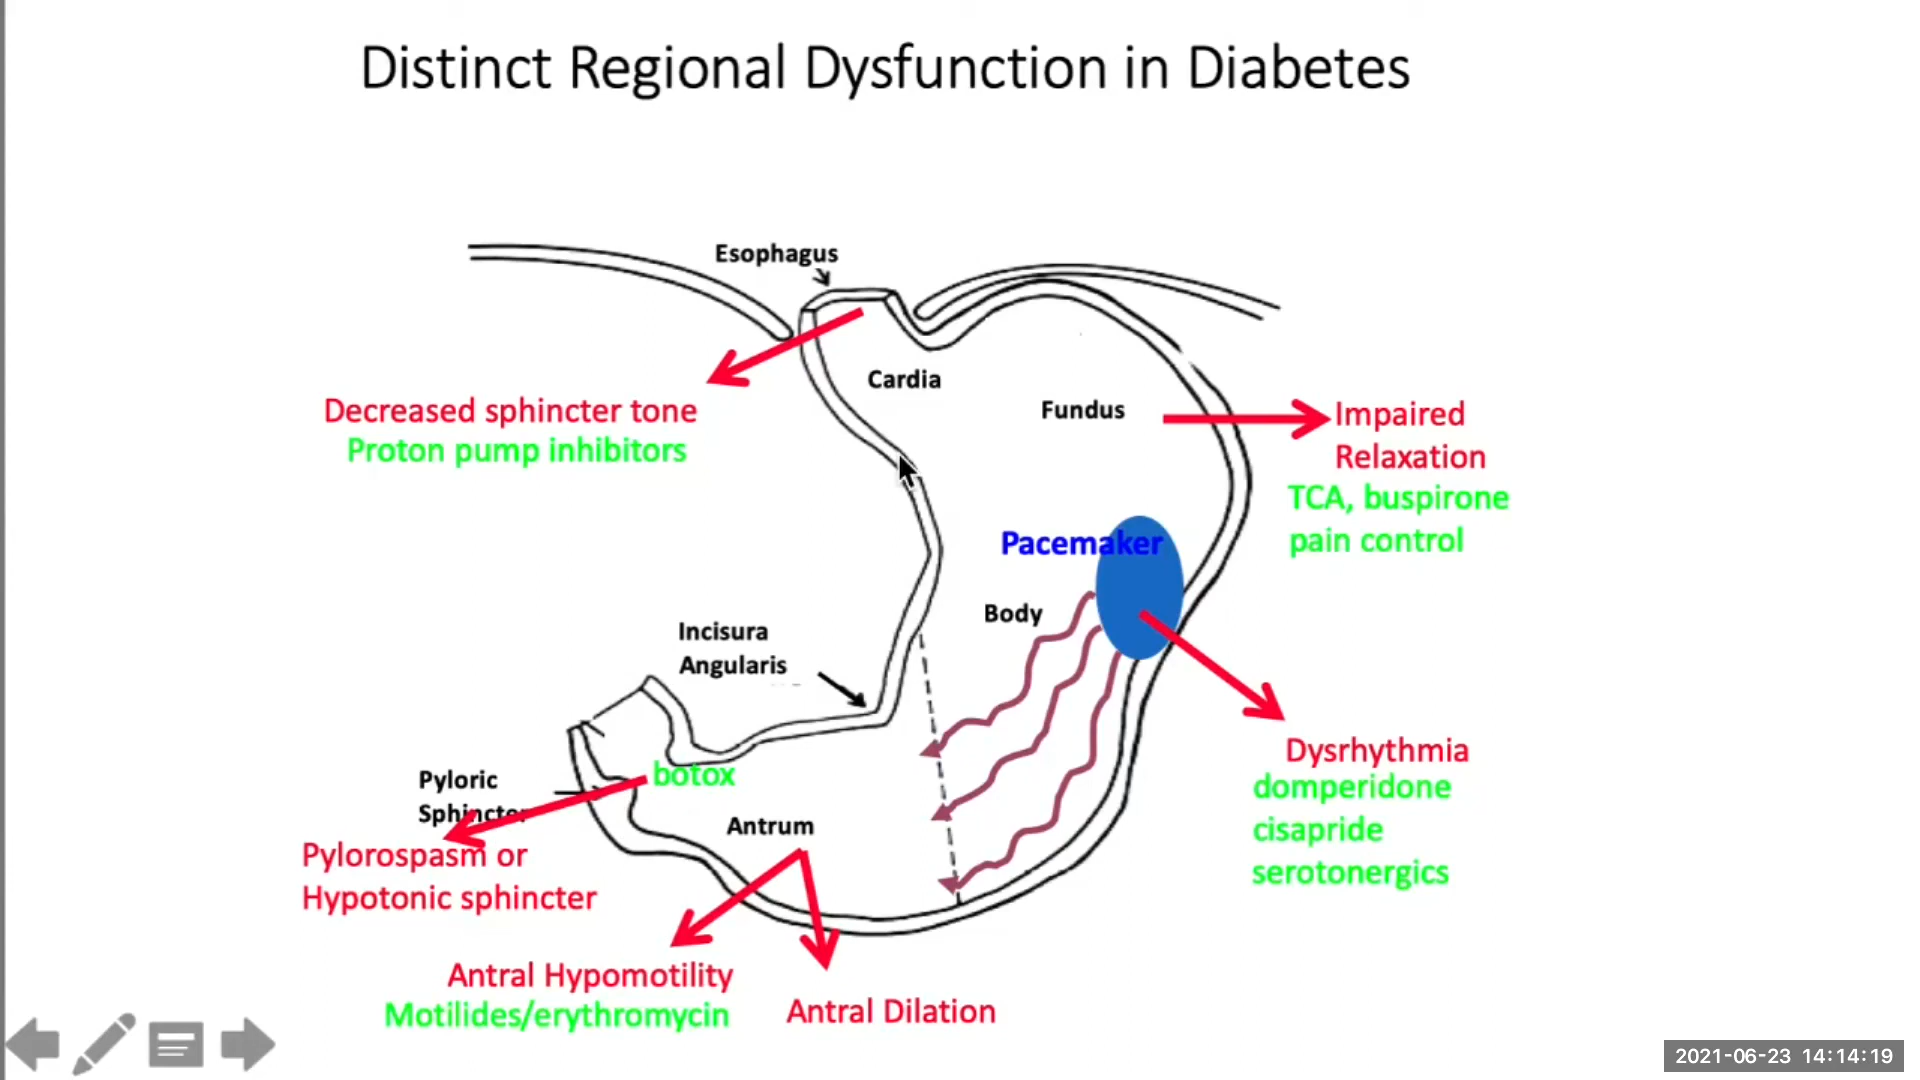 Distinct Regional Dysfunction in Diabetes
Esophagus
Cardia
Fundus
Decreased sphincter tone
Proton pump inhibitors
Impaired
Relaxation
TCA, buspirone
pain control
Pacemaker
Body
Incisura
Angularis
Dysrhythmia
domperidone
cisapride
serotonergics
botox
Pyloric
Sphincter
Antrum
Pylorospasm or
Hypotonic sphincter
Antral Hypomotility
Motilides/erythromycin
Antral Dilation
2021-06-23 14:14:19